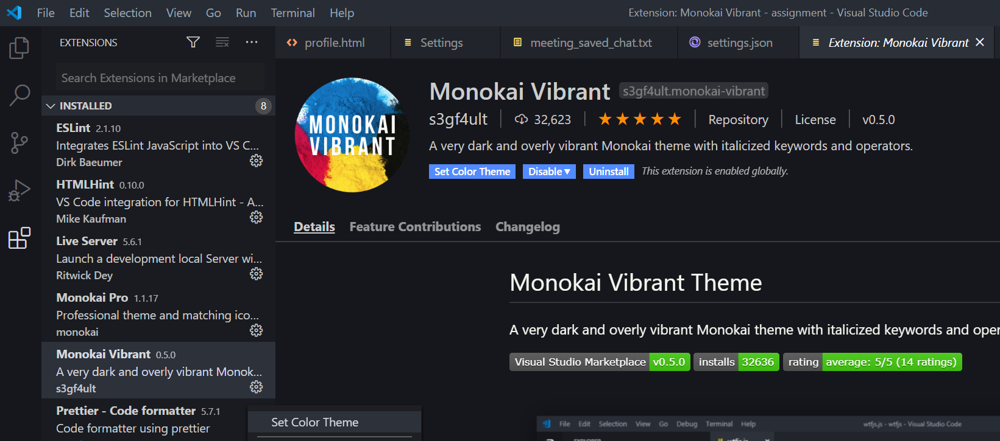 File Edit Selection View Go Run Terminal Help
Extension: Monokai Vibrant - assignment - Visual Studio Code
EXTENSIONS
profile.html
Settings
meeting_saved_chat.txt
settings.json
Extension: Monokai Vibrant
Search Extensions in Marketplace
INSTALLED 8
ESLint 2.1.10
Integrates ESLint JavaScript into VS C...
Dirk Baeumer
HTMLHint 0.10.0
VS Code integration for HTMLHint - A...
Mike Kaufman
Live Server 5.6.1
Launch a development local Server wi...
Ritwick Dey
Monokai Pro 1.1.17
Professional theme and matching ico...
monokai
Monokai Vibrant 0.5.0
A very dark and overly vibrant Monok...
s3gf4ult
Prettier - Code formatter 5.7.1
Code formatter using prettier
Set Color Theme
MONOKAI
VIBRANT
Monokai Vibrant s3gf4ult.monokai-vibrant
s3gf4ult 32,623 Repository License v0.5.0
A very dark and overly vibrant Monokai theme with italicized keywords and operators.
Set Color Theme Disable Uninstall This extension is enabled globally.
Details Feature Contributions Changelog
Monokai Vibrant Theme
A very dark and overly vibrant Monokai theme with italicized keywords and oper
Visual Studio Marketplace v0.5.0 installs 32636 rating average: 5/5 (14 ratings)
File Edit Selection View Go Debug Terminal Help
wtfjs.js - wtfjs - Visual Studio Code
EXPLORER
wtfjs.js